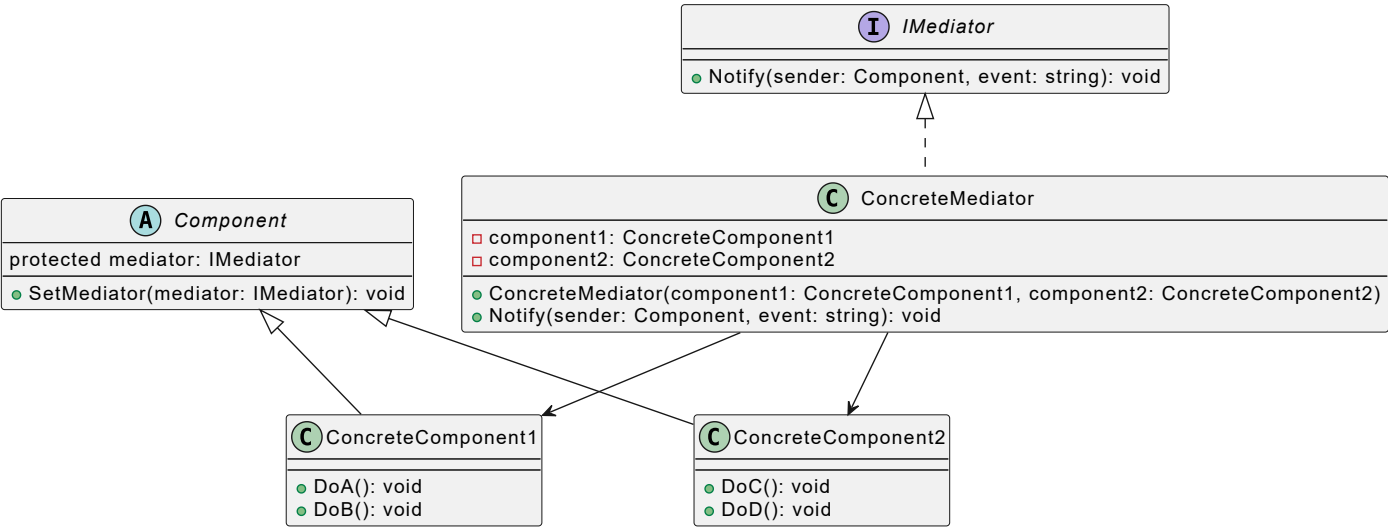 I IMediator
Notify(sender: Component, event: string): void
A Component
protected mediator: IMediator
SetMediator(mediator: IMediator): void
C ConcreteMediator
component1: ConcreteComponent1
component2: ConcreteComponent2
ConcreteMediator(component1: ConcreteComponent1, component2: ConcreteComponent2)
Notify(sender: Component, event: string): void
C ConcreteComponent1
DoA(): void
DoB(): void
C ConcreteComponent2
DoC(): void
DoD(): void